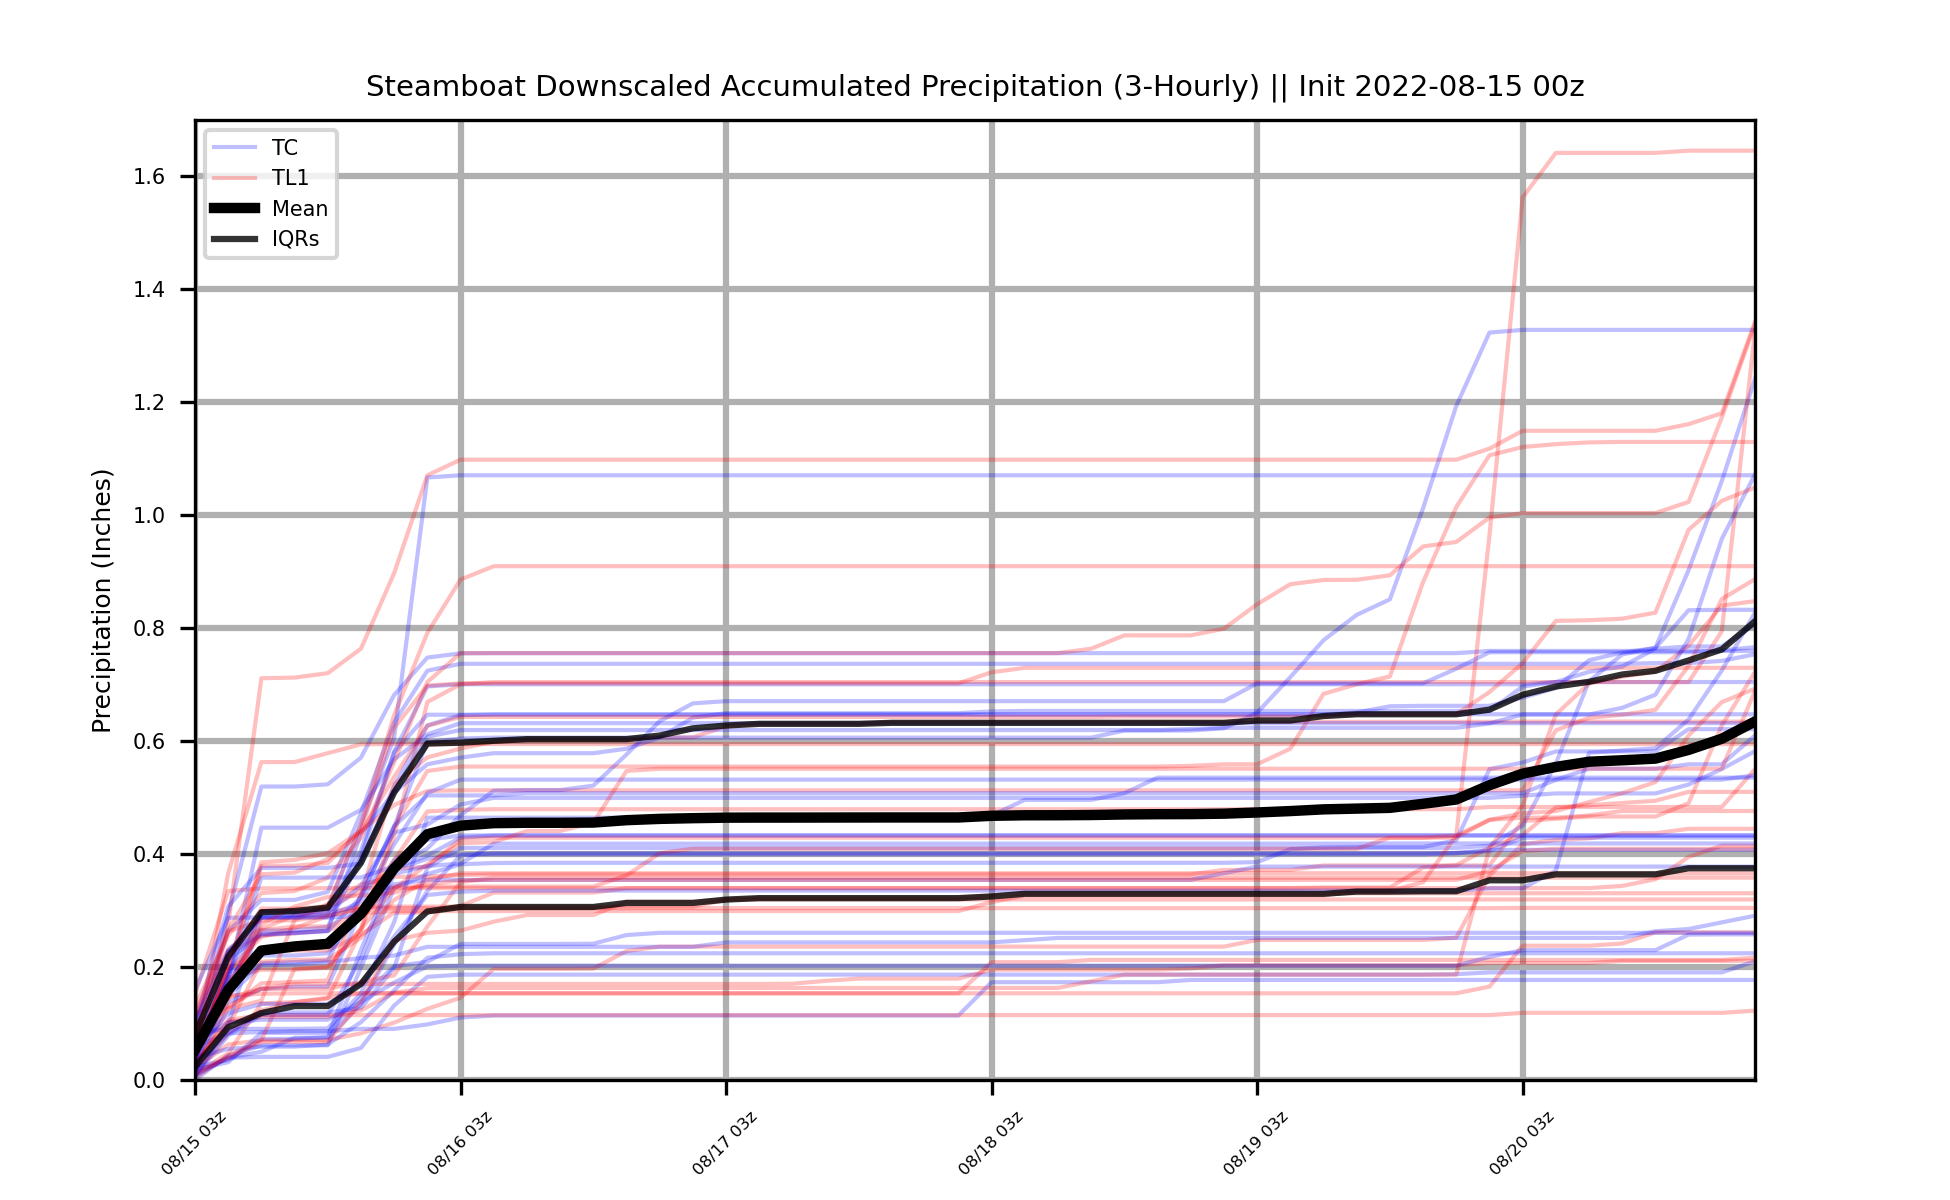 Steamboat Downscaled Accumulated Precipitation (3-Hourly) || Init 2022-08-15 00z
TC
TL1
Mean
IQRs
Precipitation (Inches)
1.6
1.4
1.2
1.0
0.8
0.6
0.4
0.2
0.0
08/15 03z
08/16 03z
08/17 03z
08/18 03z
08/19 03z
08/20 03z